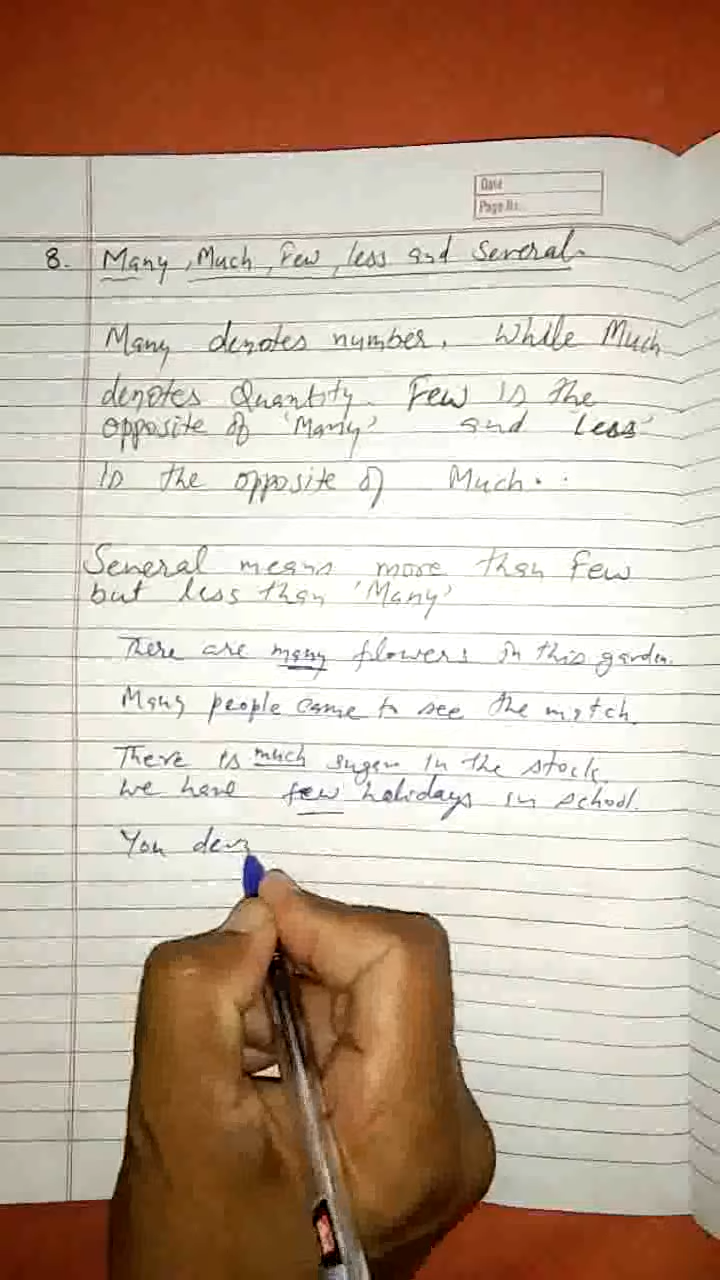 Date
Page No.
8. Many, Much, Few, less and Several.
Many denotes number. While Much
denotes Quantity. Few is the
opposite of 'Many' and 'Less'
is the opposite of Much..
Several means more than few
but less than 'Many'
There are many flowers in this garden.
Many people came to see the match.
There is much sugar in the stock.
We have few holidays in school.
You